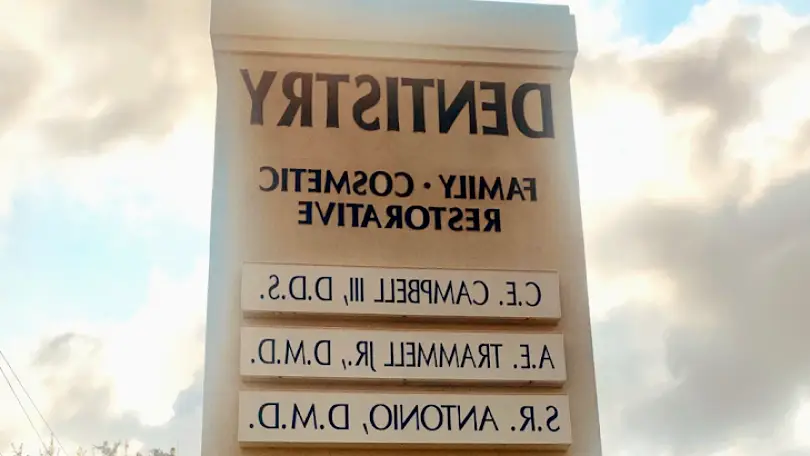 DENTISTRY
FAMILY · COSMETIC
RESTORATIVE
C.E. CAMPBELL III, D.D.S.
A.E. TRAMMELL JR., D.M.D.
S.R. ANTONIO, D.M.D.